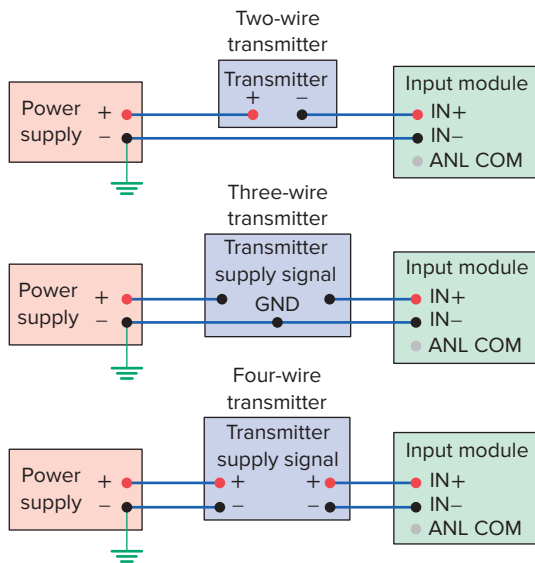 Two-wire
transmitter
Power
supply
+
−
Transmitter
+ −
Input module
IN+
IN−
ANL COM
Three-wire
transmitter
Power
supply
+
−
Transmitter
supply signal
GND
Input module
IN+
IN−
ANL COM
Four-wire
transmitter
Power
supply
+
−
Transmitter
supply signal
+ +
− −
Input module
IN+
IN−
ANL COM